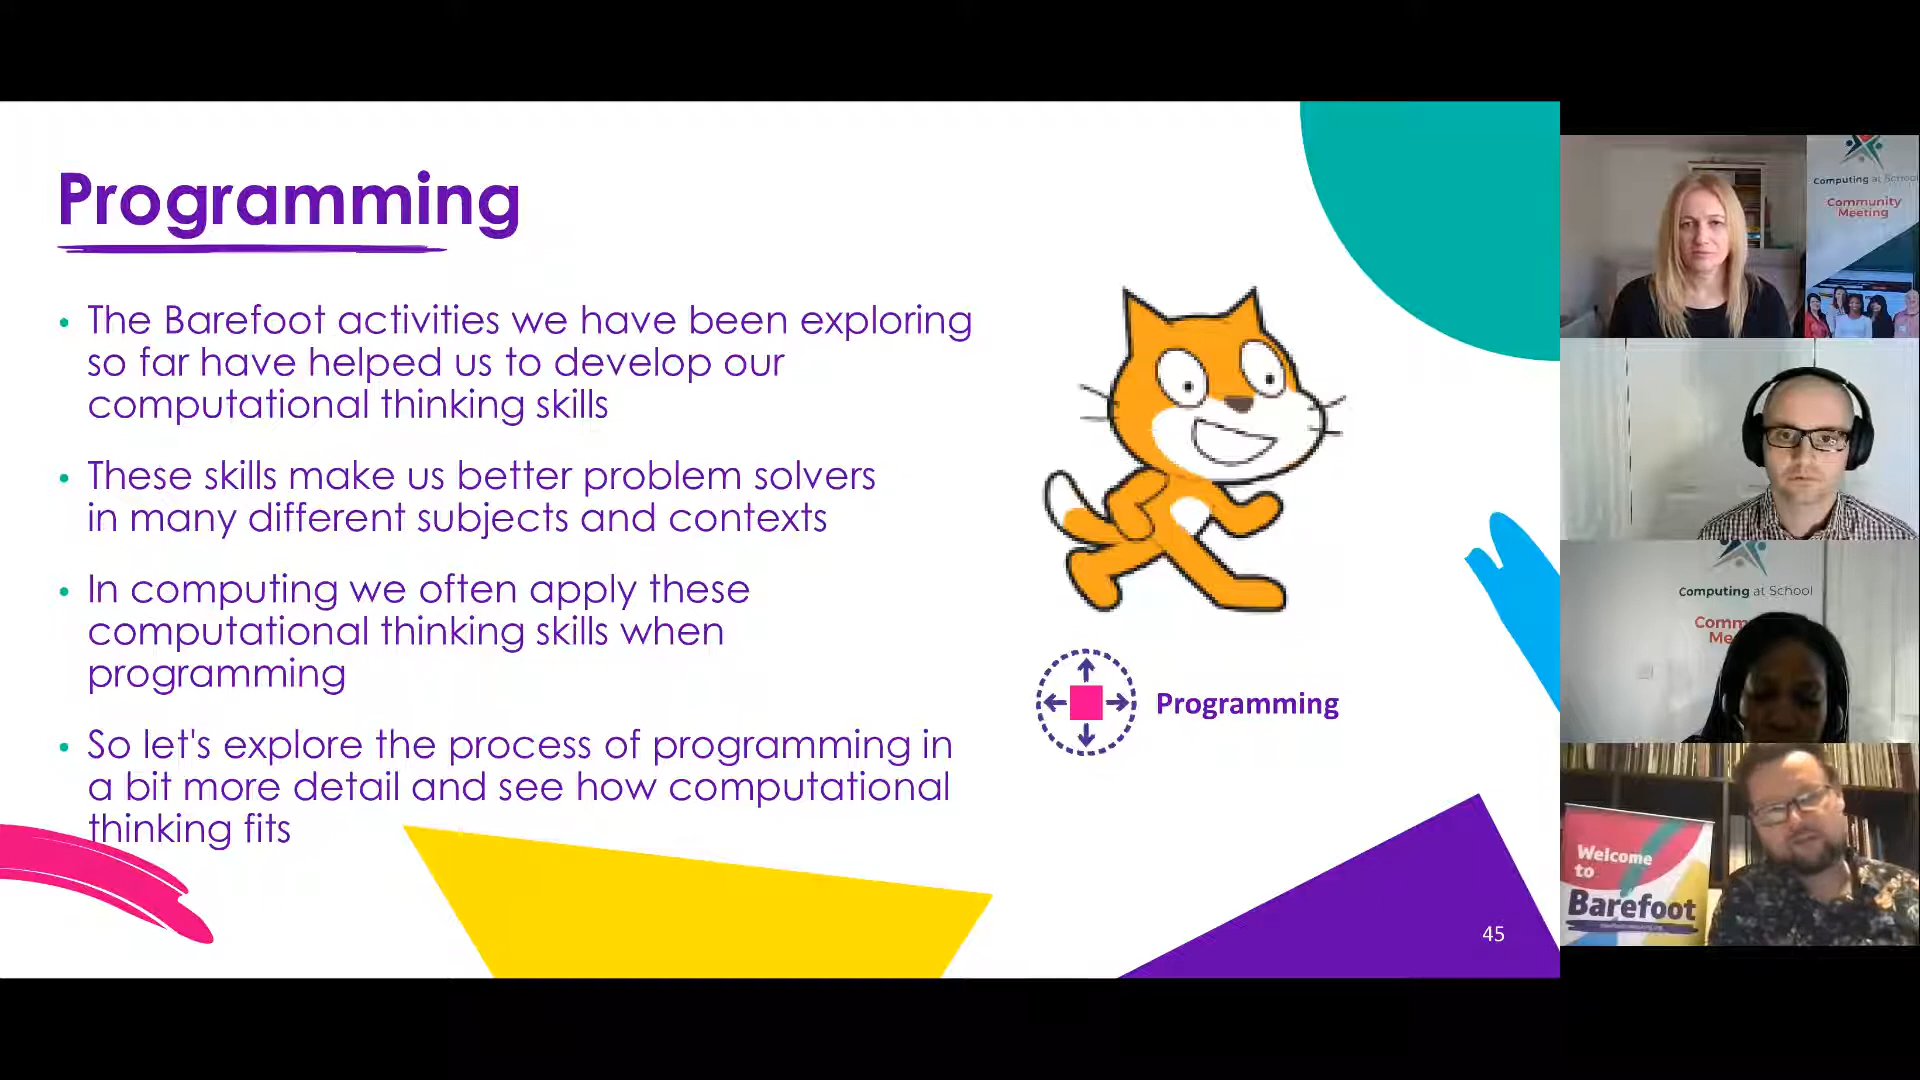 Programming
• The Barefoot activities we have been exploring
so far have helped us to develop our
computational thinking skills
• These skills make us better problem solvers
in many different subjects and contexts
• In computing we often apply these
computational thinking skills when
programming
• So let's explore the process of programming in
a bit more detail and see how computational
thinking fits
Programming
45
Computing at School
Community
Meeting
Computing at School
Comm
Me
Welcome
to
Barefoot